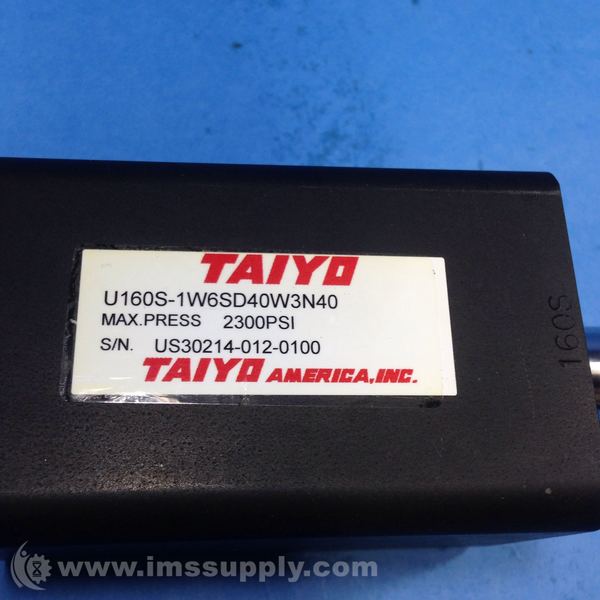 TAIYO
U160S-1W6SD40W3N40
MAX.PRESS 2300PSI
S/N. US30214-012-0100
TAIYO AMERICA,INC.
160S
www.imssupply.com